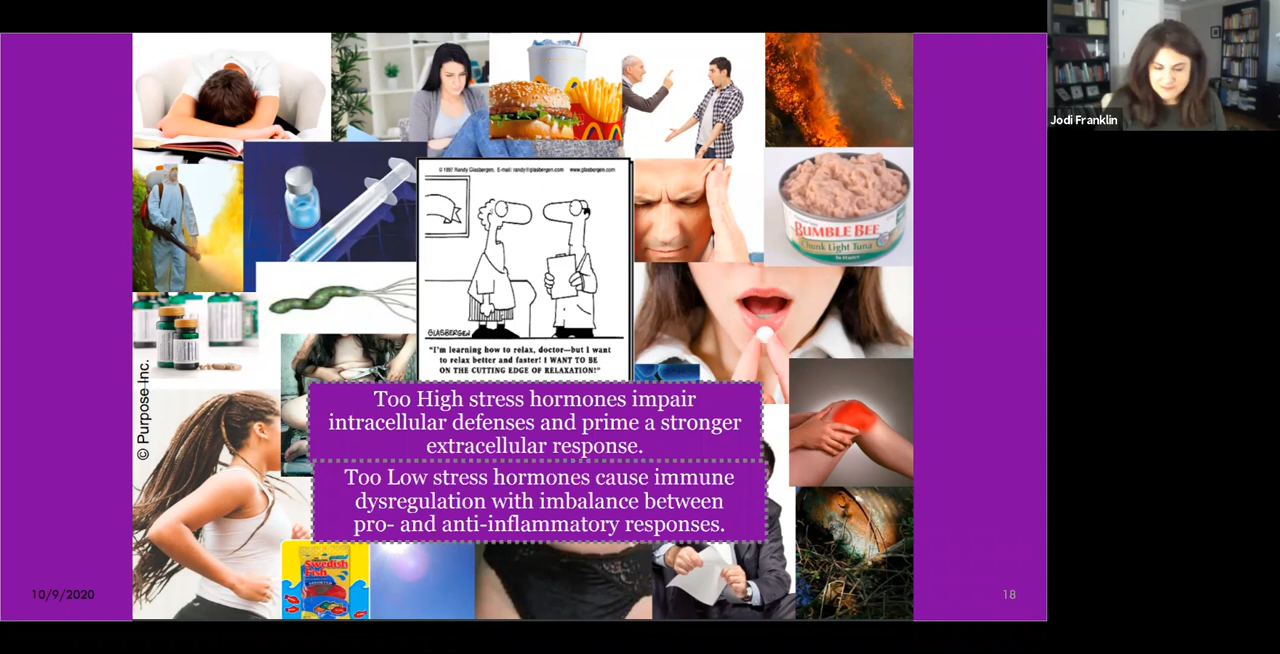 Jodi Franklin
© 1997 Randy Glasbergen. E-mail: randy@glasbergen.com www.glasbergen.com
BUMBLE BEE
Chunk Light Tuna
GLASBERGEN
"I'm learning how to relax, doctor—but I want
to relax better and faster! I WANT TO BE
ON THE CUTTING EDGE OF RELAXATION!"
© Purpose Inc.
Too High stress hormones impair
intracellular defenses and prime a stronger
extracellular response.
Too Low stress hormones cause immune
dysregulation with imbalance between
pro- and anti-inflammatory responses.
Swedish
Fish
10/9/2020
18